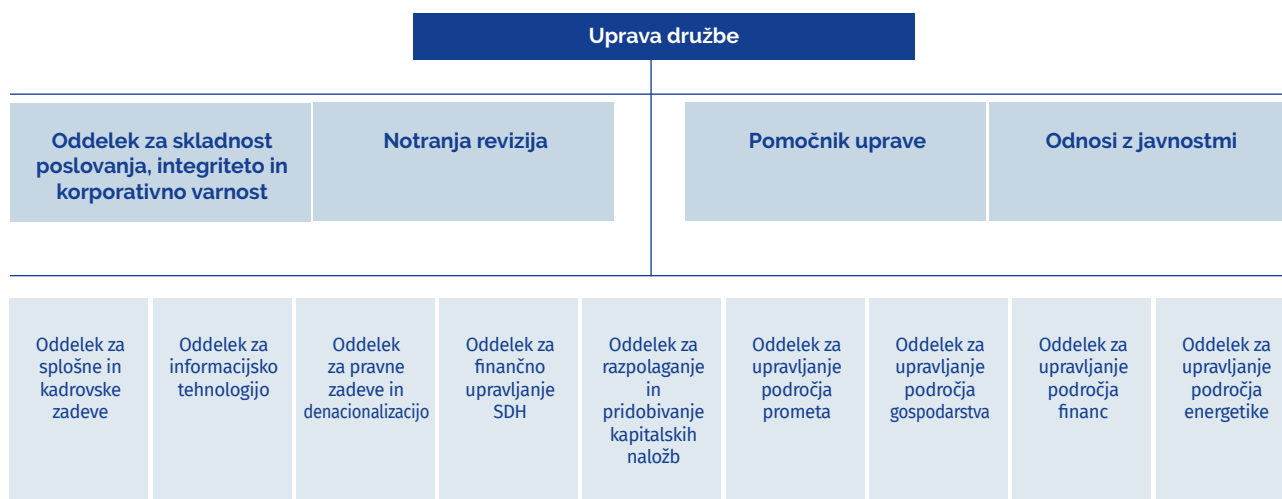 Uprava družbe
Oddelek za skladnost
poslovanja, integriteto in
korporativno varnost
Notranja revizija
Pomočnik uprave
Odnosi z javnostmi
Oddelek za
splošne in
kadrovske
zadeve
Oddelek za
informacijsko
tehnologijo
Oddelek
za pravne
zadeve in
denacionalizacijo
Oddelek za
finančno
upravljanje
SDH
Oddelek za
razpolaganje
in
pridobivanje
kapitalskih
naložb
Oddelek za
upravljanje
področja
prometa
Oddelek za
upravljanje
področja
gospodarstva
Oddelek za
upravljanje
področja
financ
Oddelek za
upravljanje
področja
energetike